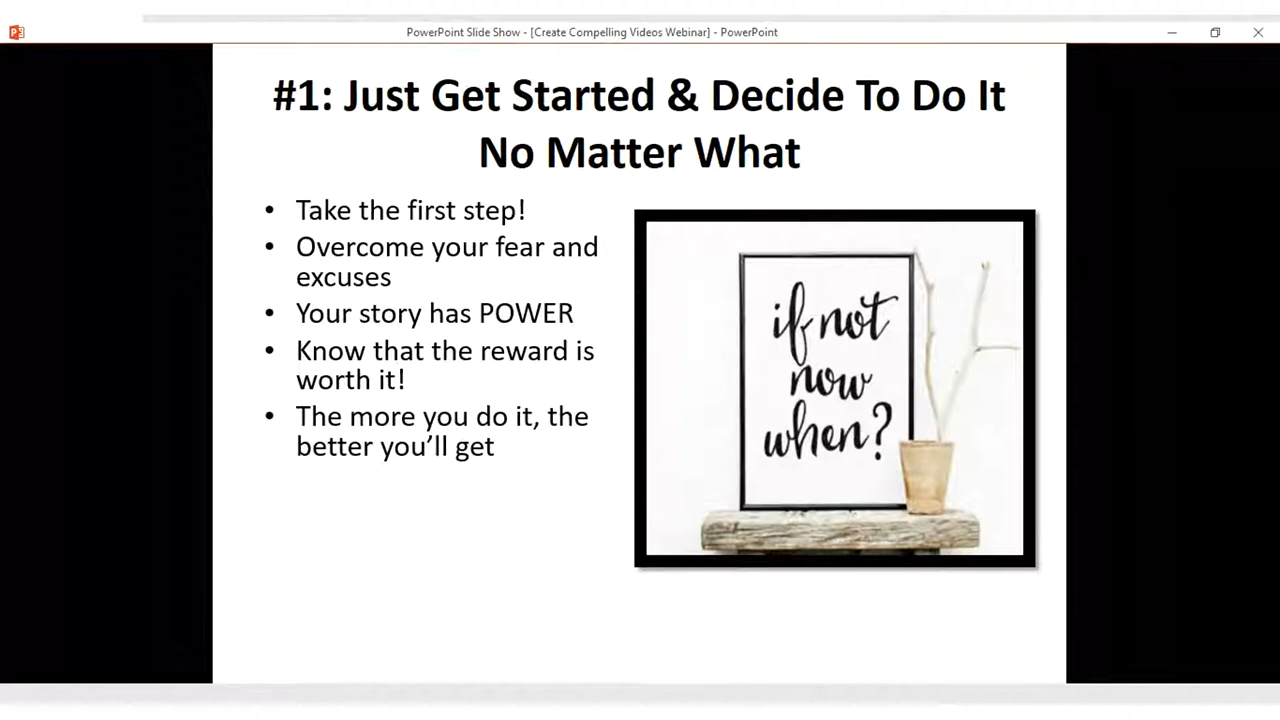 PowerPoint Slide Show - [Create Compelling Videos Webinar] - PowerPoint
#1: Just Get Started & Decide To Do It
No Matter What
• Take the first step!
• Overcome your fear and
excuses
• Your story has POWER
• Know that the reward is
worth it!
• The more you do it, the
better you’ll get
if not
now
when?